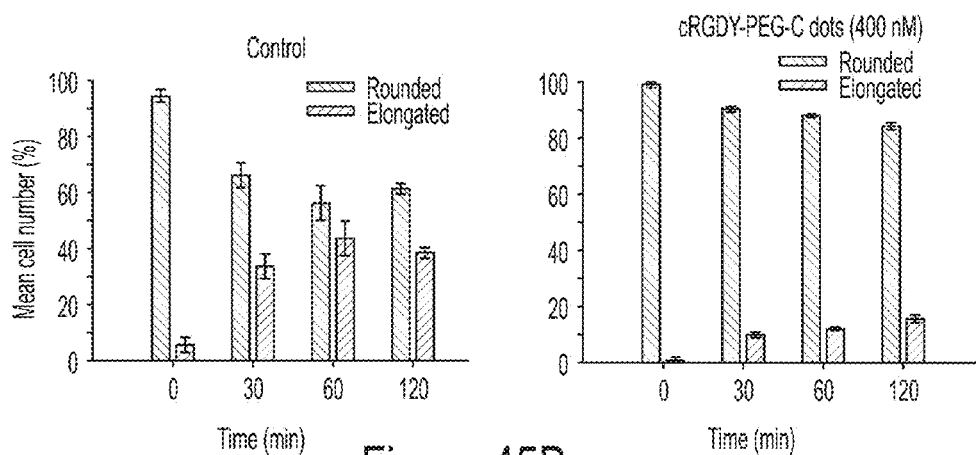 Control
Rounded
Elongated
Mean cell number (%)
100
80
60
40
20
0
0 30 60 120
Time (min)
cRGDY-PEG-C dots (400 nM)
Rounded
Elongated
100
80
60
40
20
0
0 30 60 120
Time (min)